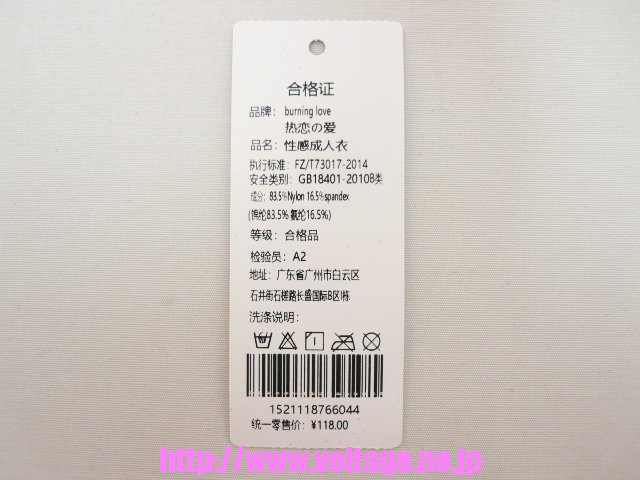 合格证
品牌： burning love
热恋の爱
品名：性感成人衣
执行标准：FZ/T73017-2014
安全类别：GB18401-2010B类
成分：83.5%Nylon 16.5%spandex
(锦纶83.5% 氨纶16.5%)
等级：合格品
检验员：A2
地址：广东省广州市白云区
石井街石槎路长盛国际B区1栋
洗涤说明：
1521118766044
统一零售价：¥118.00
http://www.voltage.ne.jp